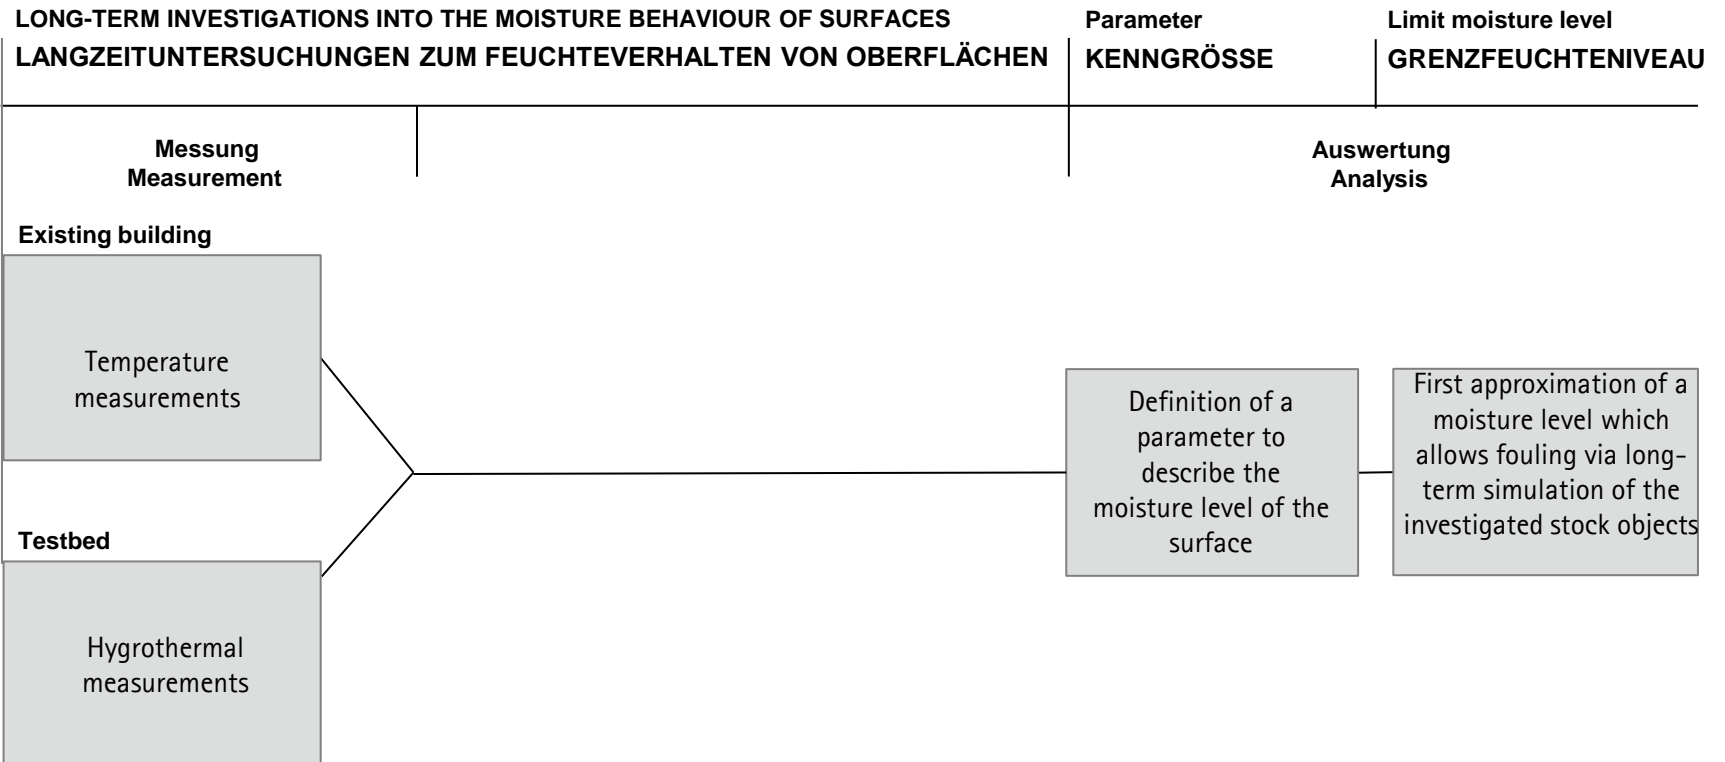 LONG-TERM INVESTIGATIONS INTO THE MOISTURE BEHAVIOUR OF SURFACES
LANGZEITUNTERSUCHUNGEN ZUM FEUCHTEVERHALTEN VON OBERFLÄCHEN
Parameter
KENNGRÖSSE
Limit moisture level
GRENZFEUCHTENIVEAU
Messung
Measurement
Auswertung
Analysis
Existing building
Temperature
measurements
Testbed
Hygrothermal
measurements
Definition of a
parameter to
describe the
moisture level of the
surface
First approximation of a
moisture level which
allows fouling via long-
term simulation of the
investigated stock objects